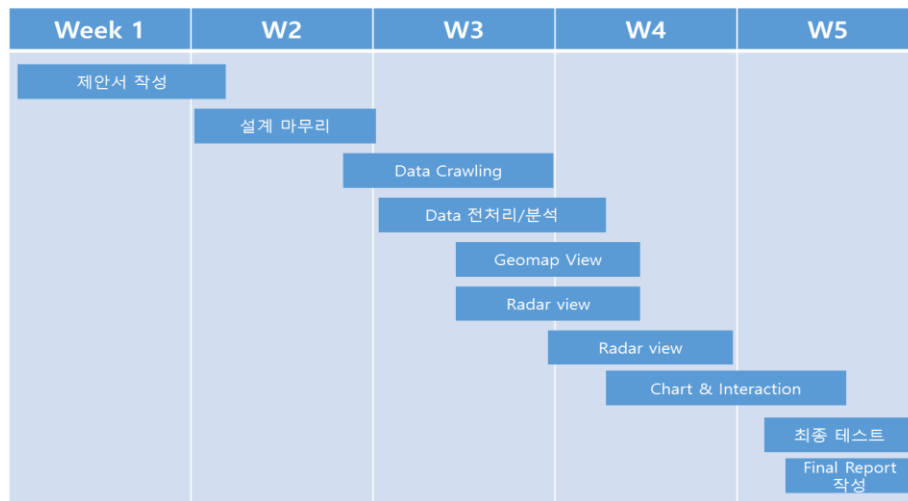 Week 1 W2 W3 W4 W5
제안서 작성
설계 마무리
Data Crawling
Data 전처리/분석
Geomap View
Radar view
Radar view
Chart & Interaction
최종 테스트
Final Report
작성